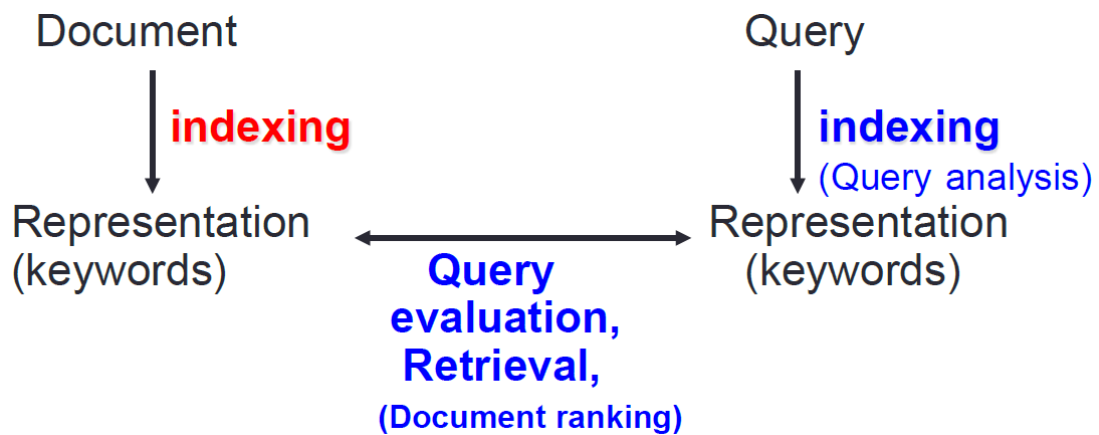 Document
indexing
Representation
(keywords)
Query
indexing
(Query analysis)
Representation
(keywords)
Query
evaluation,
Retrieval,
(Document ranking)